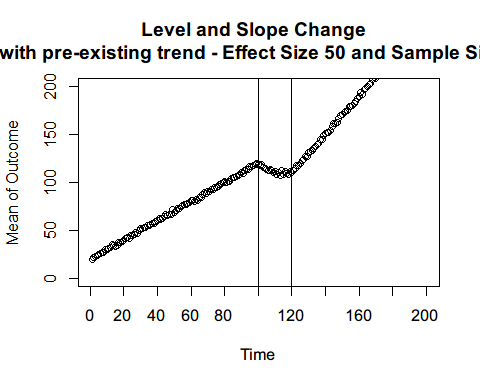 Level and Slope Change
with pre-existing trend - Effect Size 50 and Sample Si
200
150
100
50
0
Mean of Outcome
0 20 40 60 80 120 160 200
Time